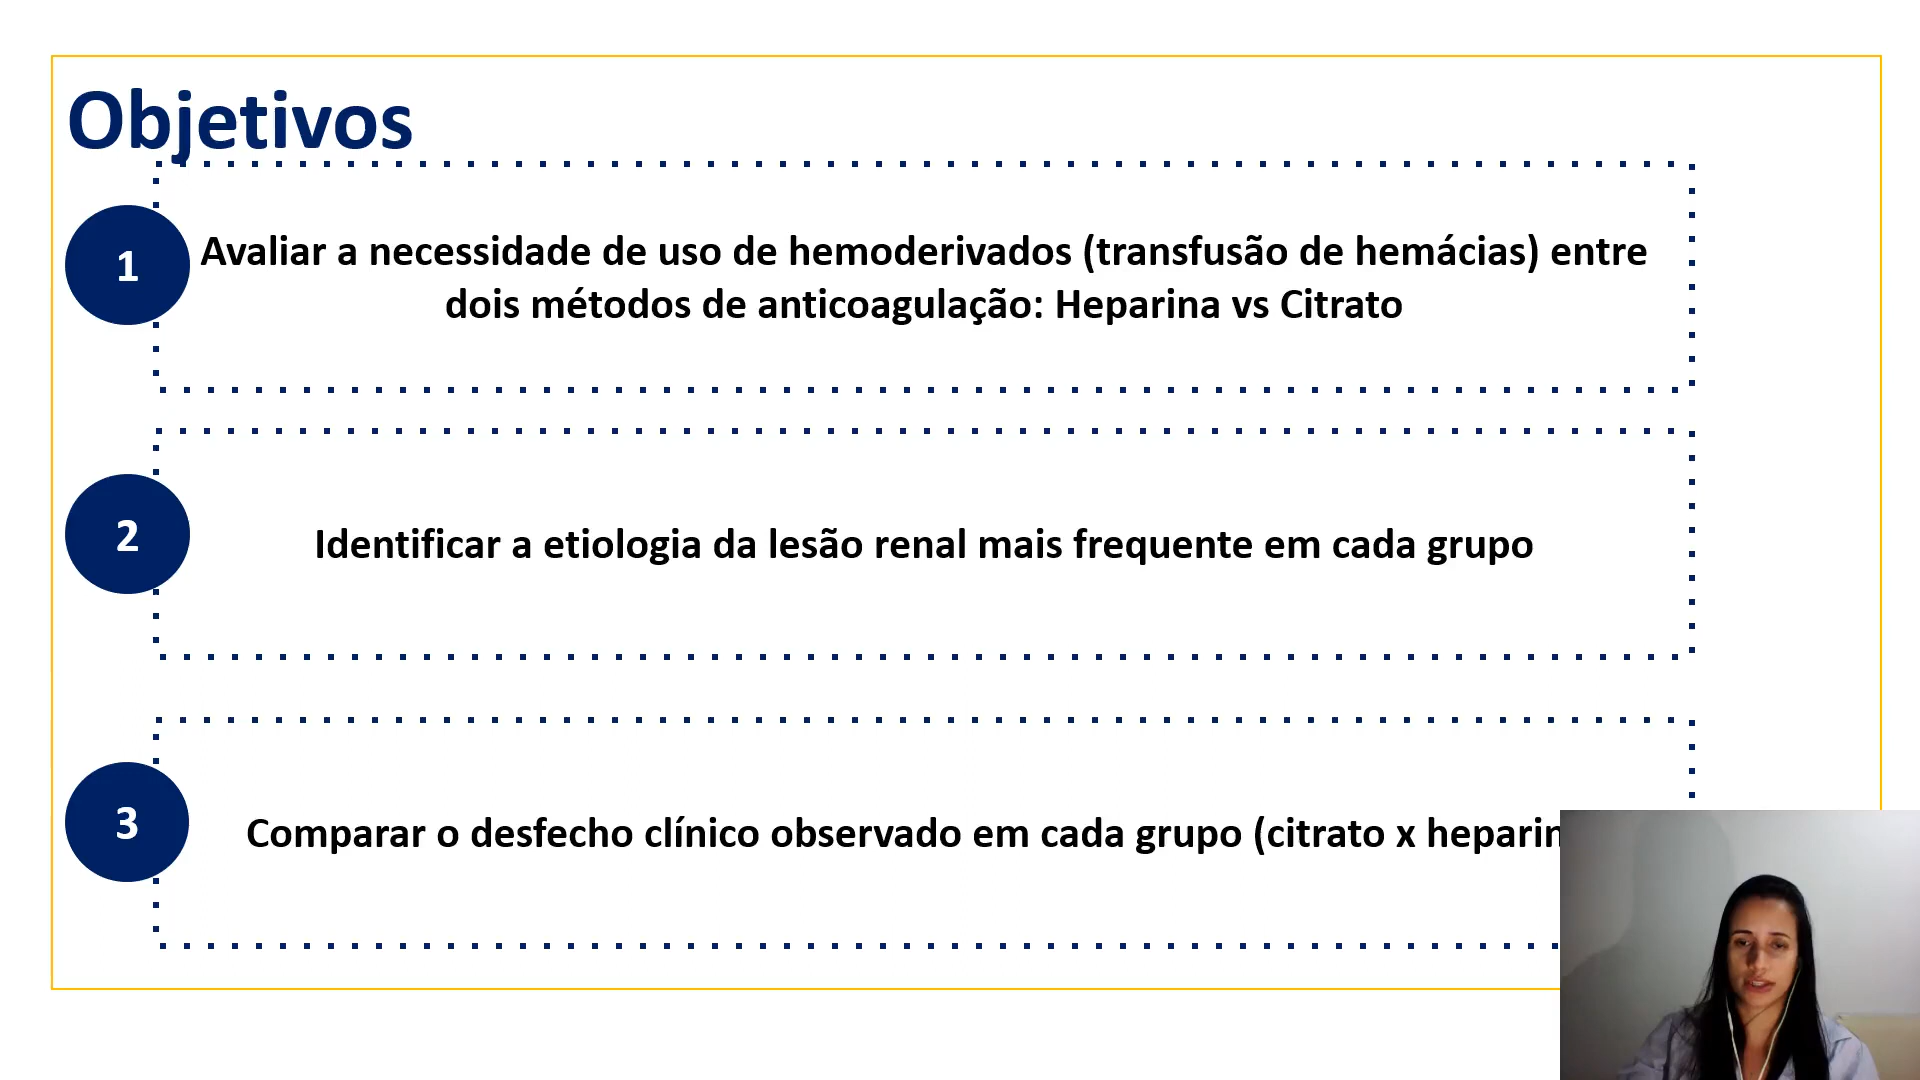 Objetivos
1
Avaliar a necessidade de uso de hemoderivados (transfusão de hemácias) entre
dois métodos de anticoagulação: Heparina vs Citrato
2
Identificar a etiologia da lesão renal mais frequente em cada grupo
3
Comparar o desfecho clínico observado em cada grupo (citrato x heparin